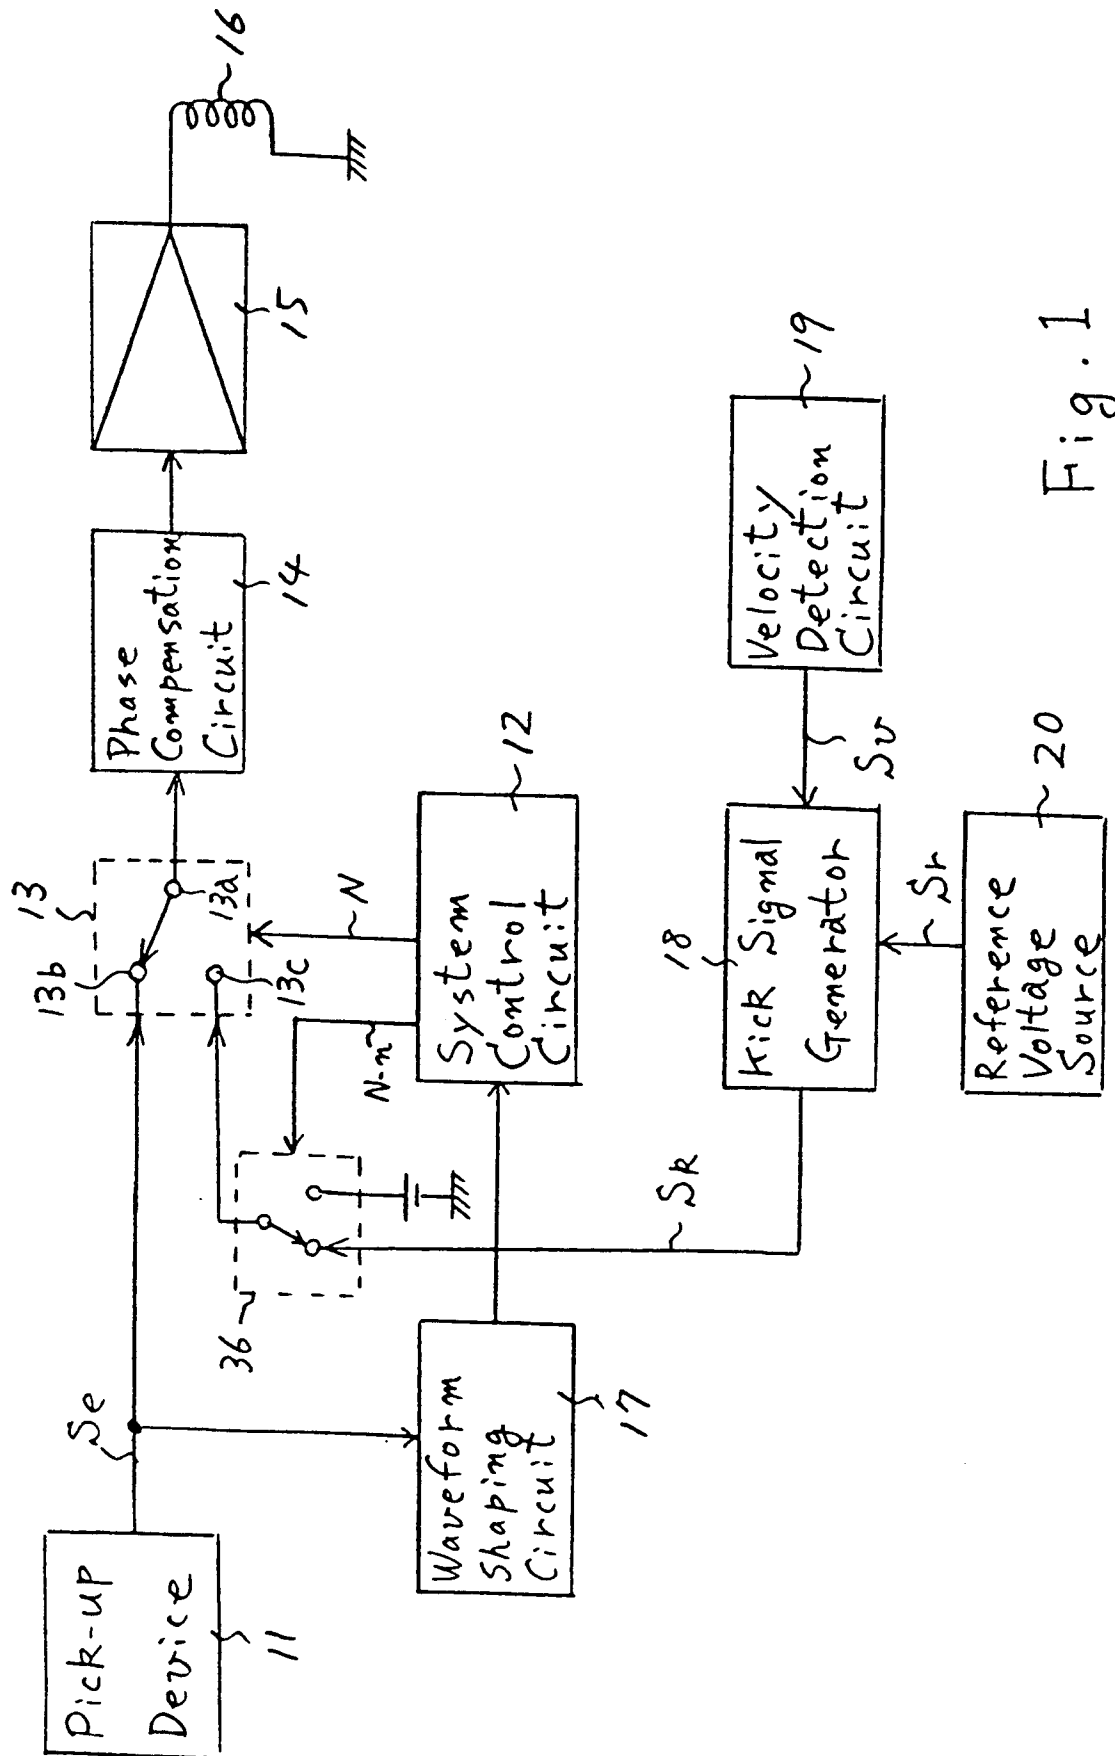 Pick-up
Device
11
Se
Waveform
Shaping
Circuit
17
36
13
13b
13a
13c
N
N-n
System
Control
Circuit
12
Phase
Compensation
Circuit
14
15
16
Sk
18
Kick Signal
Generator
Sv
Velocity
Detection
Circuit
19
Sr
Reference
Voltage
Source
20
Fig. 1